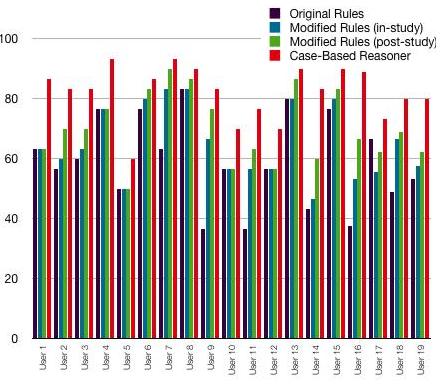 Original Rules
Modified Rules (in-study)
Modified Rules (post-study)
Case-Based Reasoner
100
80
60
40
20
0
User 1
User 2
User 3
User 4
User 5
User 6
User 7
User 8
User 9
User 10
User 11
User 12
User 13
User 14
User 15
User 16
User 17
User 18
User 19